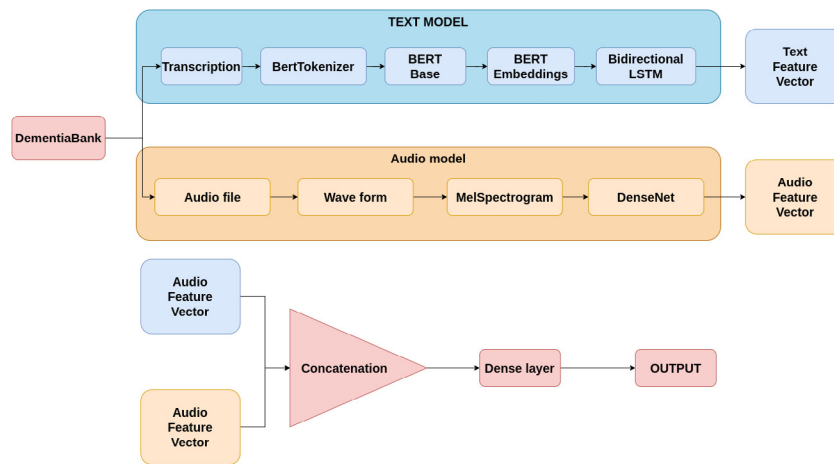 TEXT MODEL
Transcription
BertTokenizer
BERT
Base
BERT
Embeddings
Bidirectional
LSTM
Text
Feature
Vector
DementiaBank
Audio model
Audio file
Wave form
MelSpectrogram
DenseNet
Audio
Feature
Vector
Audio
Feature
Vector
Concatenation
Dense layer
OUTPUT
Audio
Feature
Vector